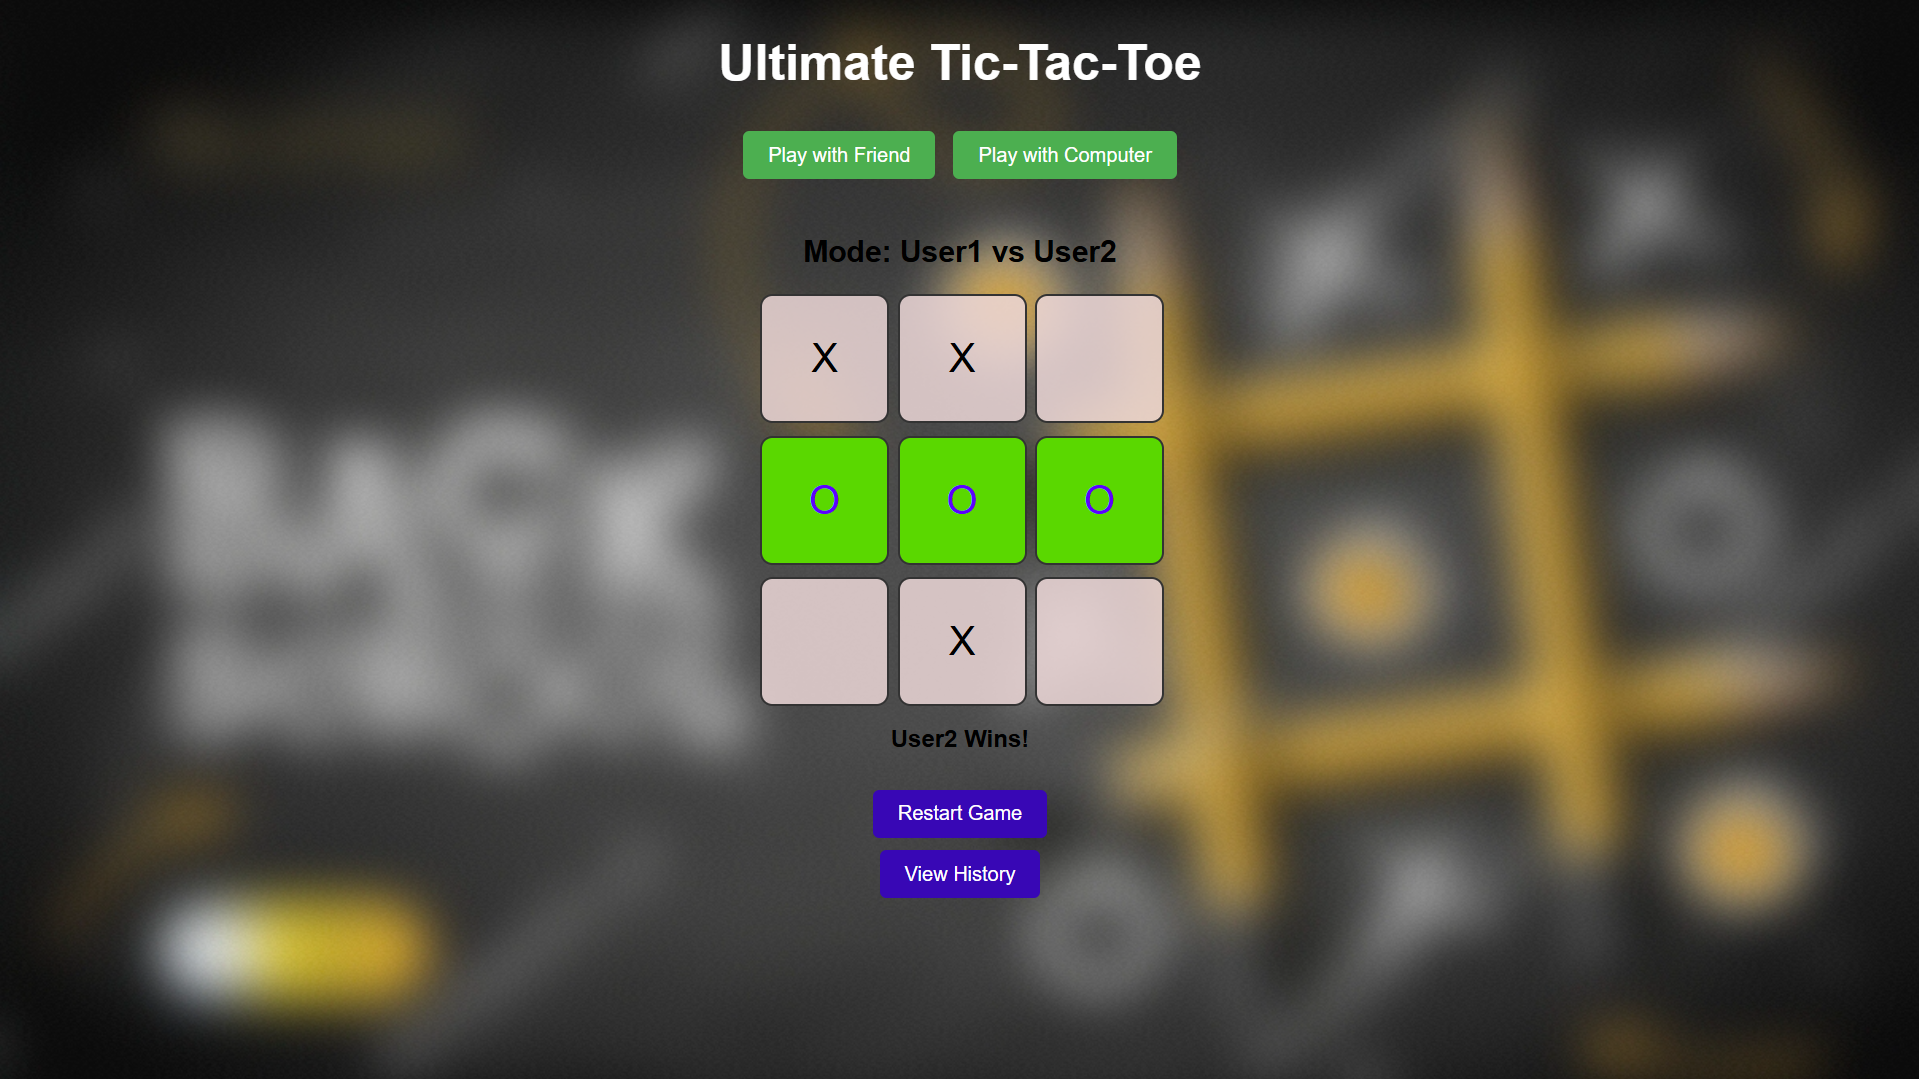 Ultimate Tic-Tac-Toe
Play with Friend Play with Computer
Mode: User1 vs User2
X X
O O O
X
User2 Wins!
Restart Game
View History